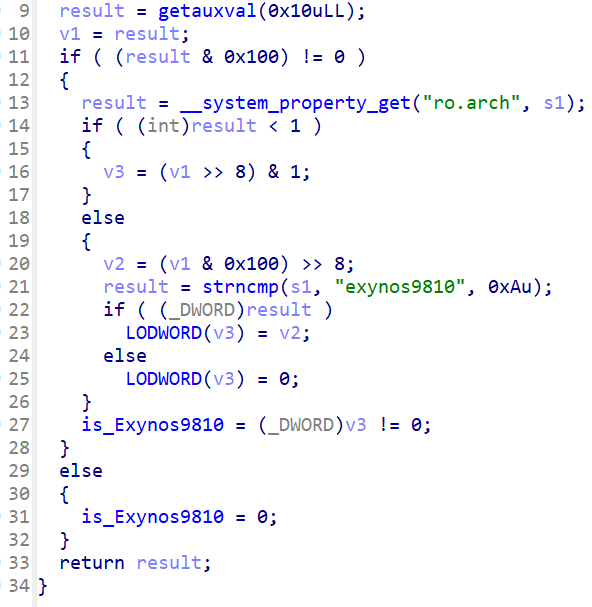 9 result = getauxval(0x10uLL);
10 v1 = result;
11 if ( (result & 0x100) != 0 )
12 {
13 result = __system_property_get("ro.arch", s1);
14 if ( (int)result < 1 )
15 {
16 v3 = (v1 >> 8) & 1;
17 }
18 else
19 {
20 v2 = (v1 & 0x100) >> 8;
21 result = strncmp(s1, "exynos9810", 0xAu);
22 if ( (_DWORD)result )
23 LODWORD(v3) = v2;
24 else
25 LODWORD(v3) = 0;
26 }
27 is_Exynos9810 = (_DWORD)v3 != 0;
28 }
29 else
30 {
31 is_Exynos9810 = 0;
32 }
33 return result;
34 }